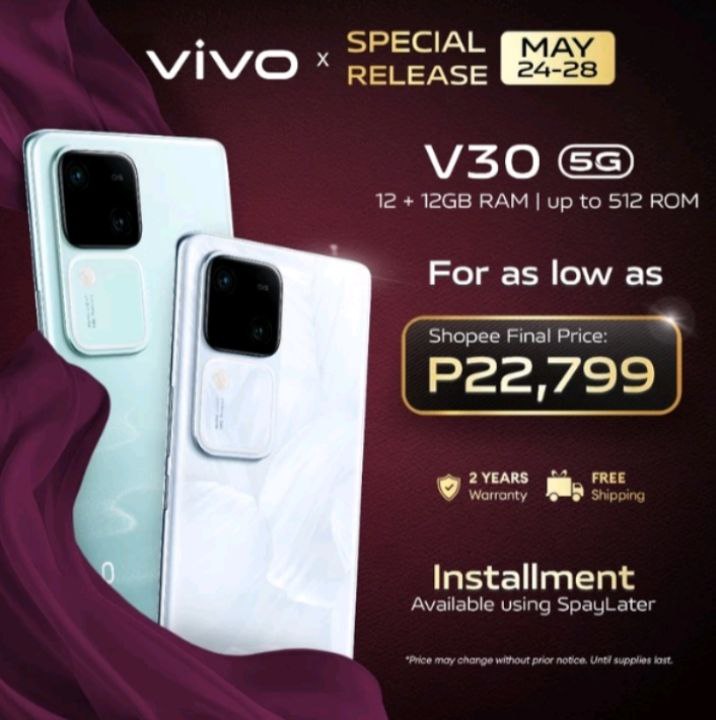 vivo x SPECIAL RELEASE
MAY 24-28
V30 5G
12 + 12GB RAM | up to 512 ROM
For as low as
Shopee Final Price:
P22,799
2 YEARS
Warranty
FREE
Shipping
Installment
Available using SpayLater
*Price may change without prior notice. Until supplies last.